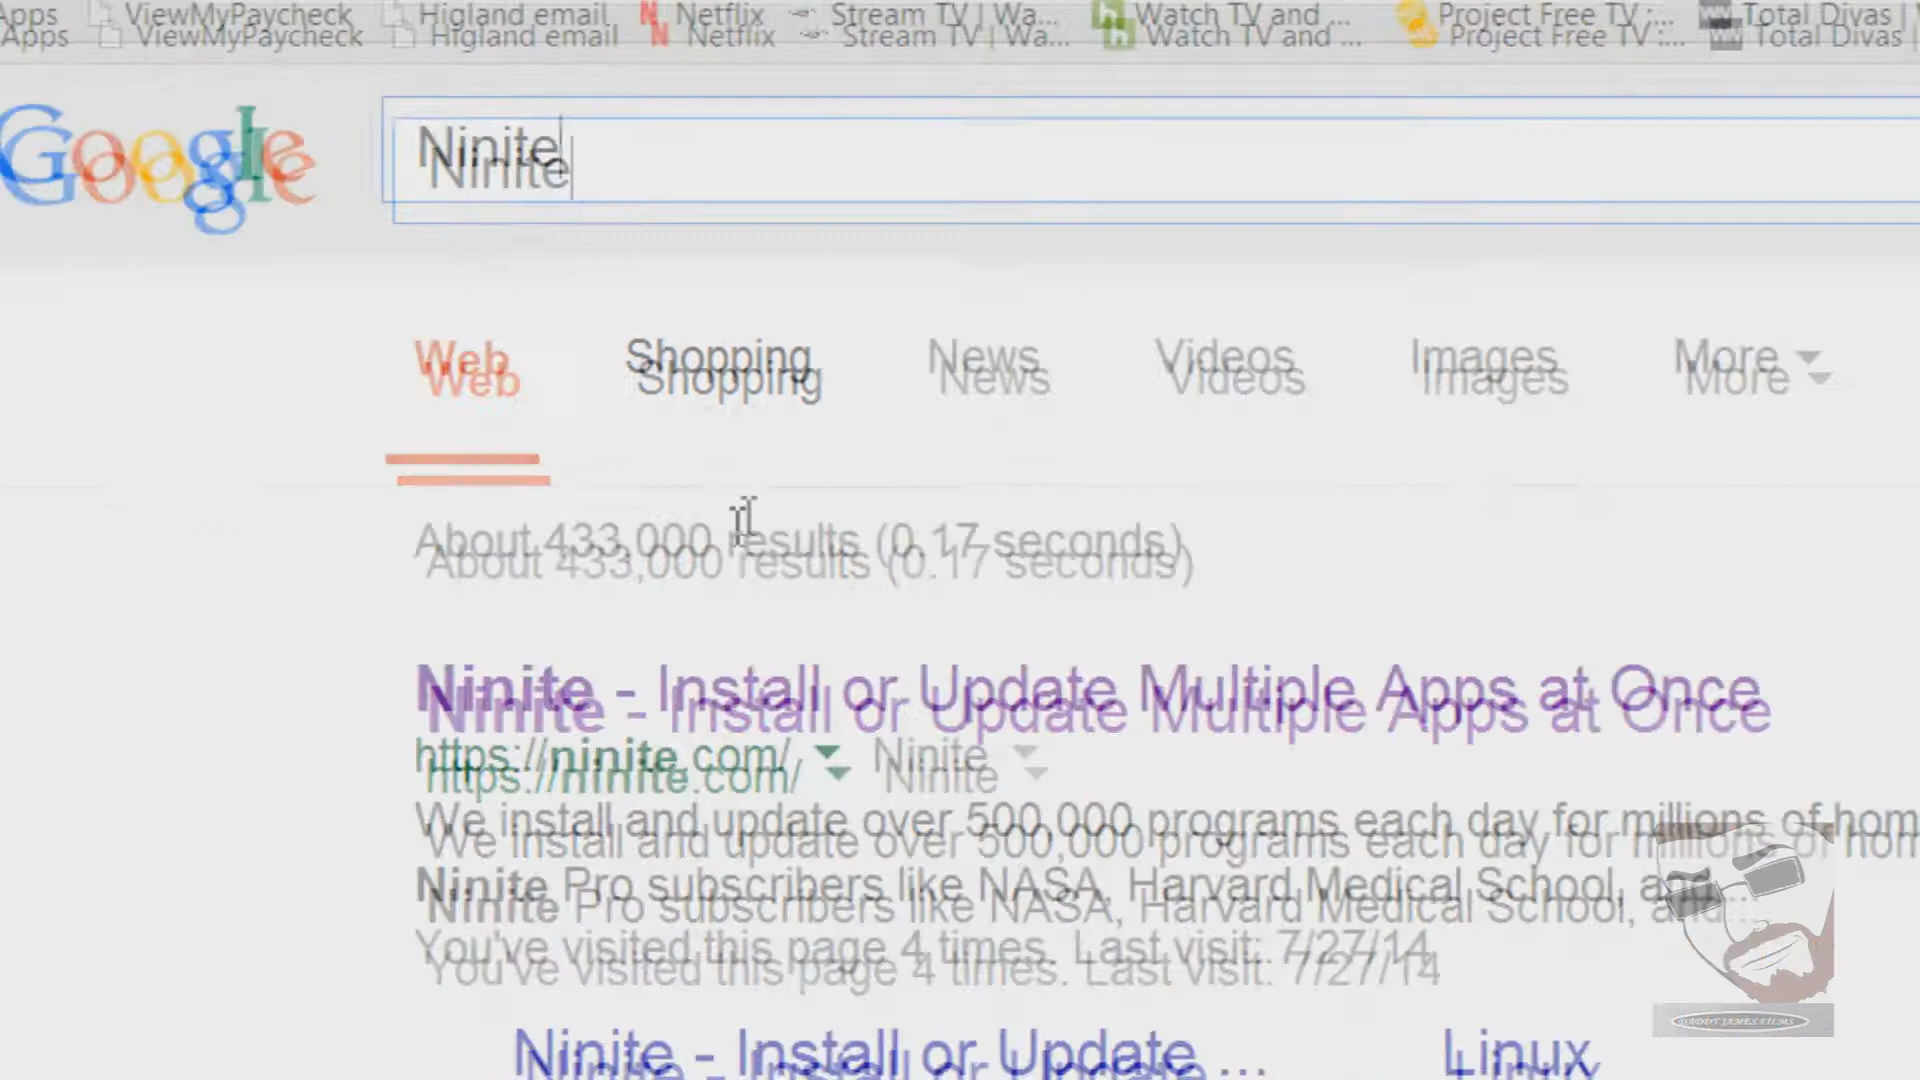 Apps ViewMyPaycheck Higland email Netflix Stream TV | Wa... Watch TV and ... Project Free TV :... Total Divas |
Google Ninite
Web Shopping News Videos Images More
About 433,000 results (0.17 seconds)
Ninite - Install or Update Multiple Apps at Once
https://ninite.com/ Ninite
We install and update over 500,000 programs each day for millions of hom
Ninite Pro subscribers like NASA, Harvard Medical School, and...
You've visited this page 4 times. Last visit: 7/27/14
Ninite - Install or Update ... Linux
DADDY JAMES FILMS